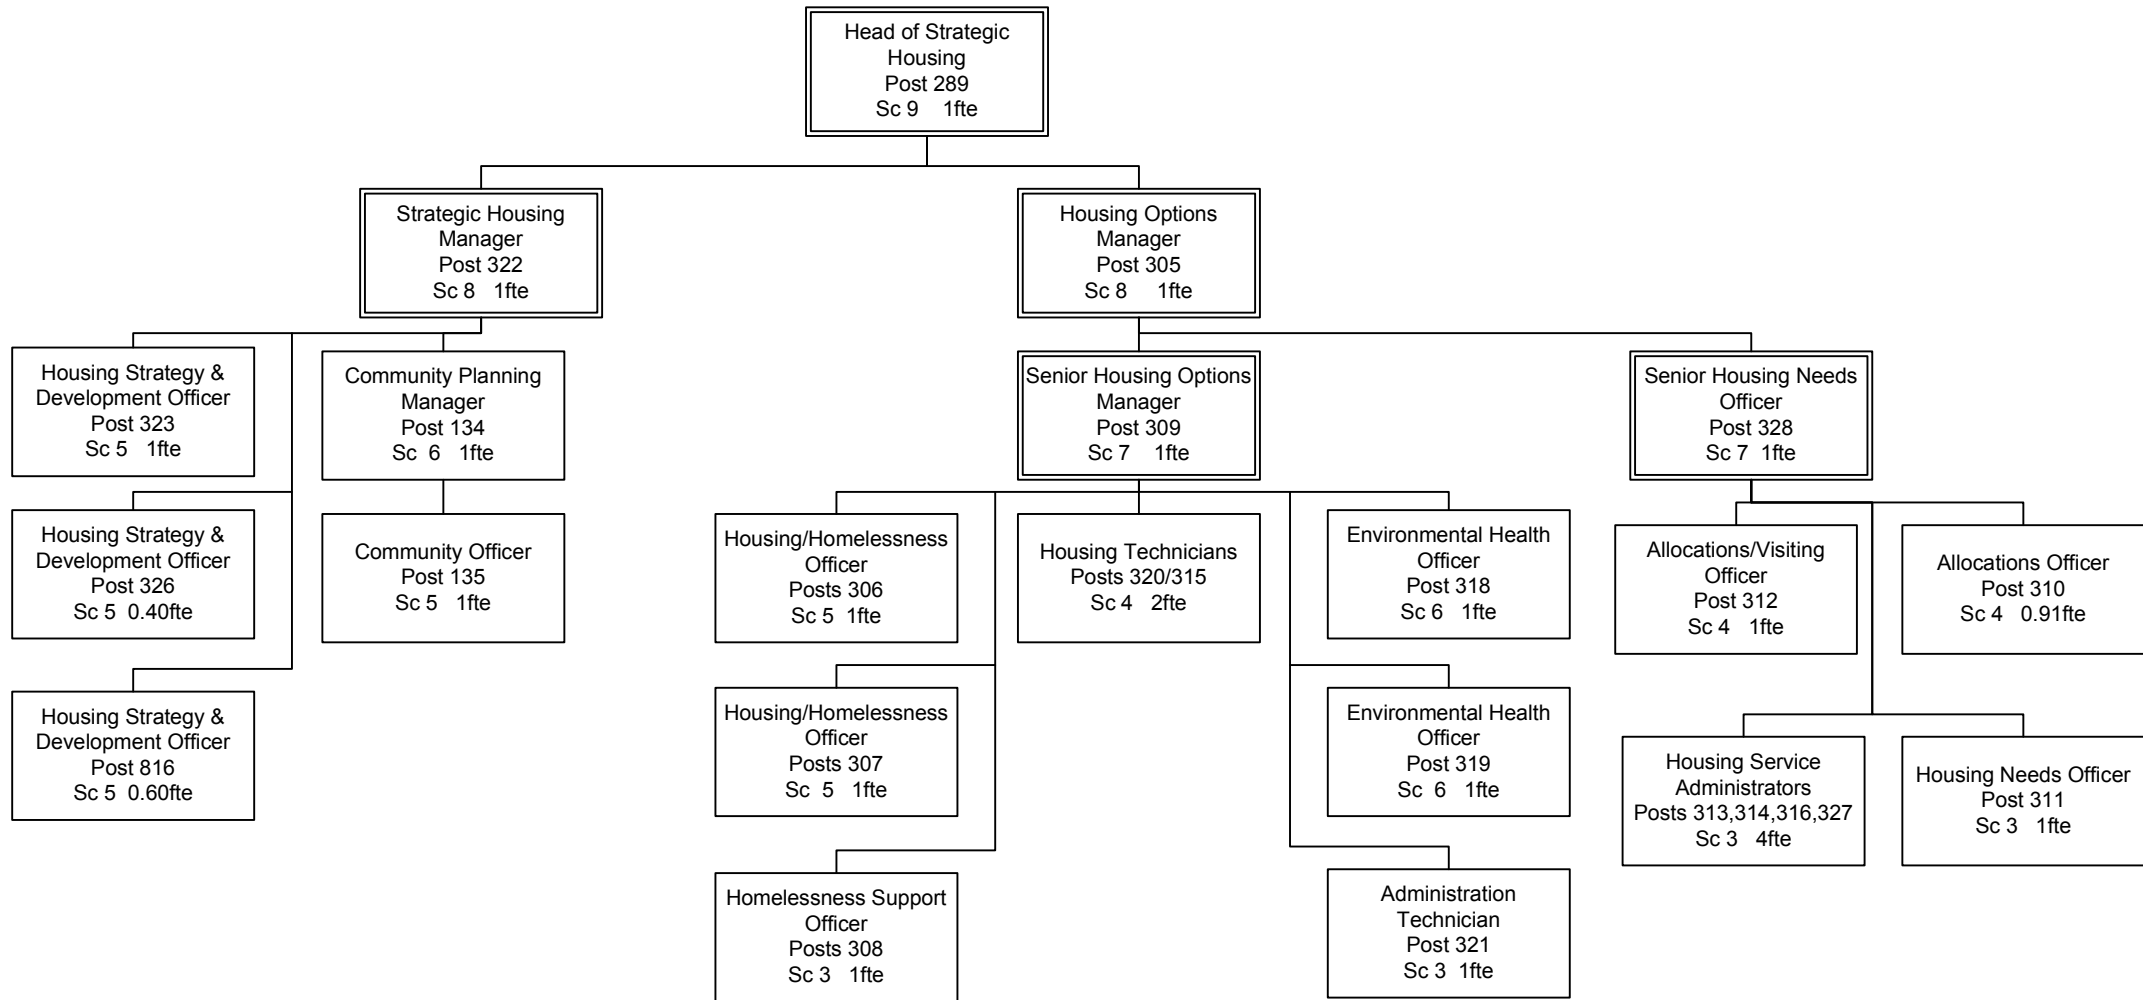 Head of Strategic
Housing
Post 289
Sc 9 1fte
Strategic Housing
Manager
Post 322
Sc 8 1fte
Housing Options
Manager
Post 305
Sc 8 1fte
Housing Strategy &
Development Officer
Post 323
Sc 5 1fte
Community Planning
Manager
Post 134
Sc 6 1fte
Senior Housing Options
Manager
Post 309
Sc 7 1fte
Senior Housing Needs
Officer
Post 328
Sc 7 1fte
Housing Strategy &
Development Officer
Post 326
Sc 5 0.40fte
Community Officer
Post 135
Sc 5 1fte
Housing/Homelessness
Officer
Posts 306
Sc 5 1fte
Housing Technicians
Posts 320/315
Sc 4 2fte
Environmental Health
Officer
Post 318
Sc 6 1fte
Allocations/Visiting
Officer
Post 312
Sc 4 1fte
Allocations Officer
Post 310
Sc 4 0.91fte
Housing Strategy &
Development Officer
Post 816
Sc 5 0.60fte
Housing/Homelessness
Officer
Posts 307
Sc 5 1fte
Environmental Health
Officer
Post 319
Sc 6 1fte
Housing Service
Administrators
Posts 313,314,316,327
Sc 3 4fte
Housing Needs Officer
Post 311
Sc 3 1fte
Homelessness Support
Officer
Posts 308
Sc 3 1fte
Administration
Technician
Post 321
Sc 3 1fte